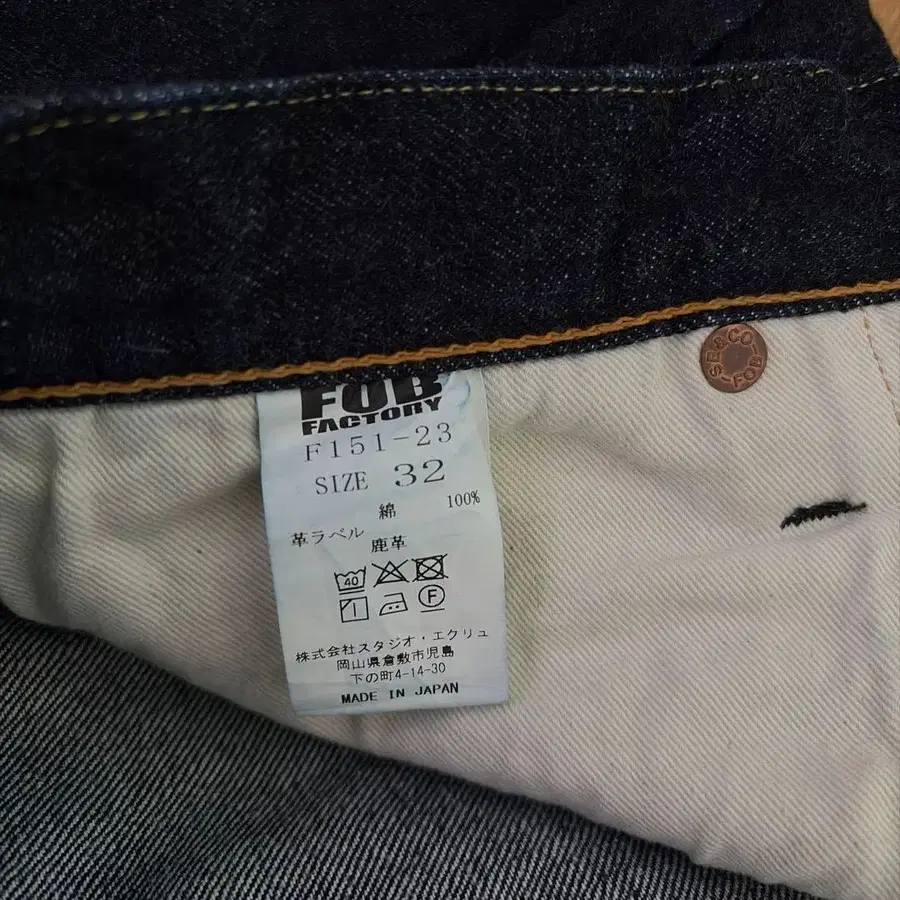 FOB
FACTORY
F151-23
SIZE 32
綿 100%
革ラベル 鹿革
40
F
株式会社スタジオ・エクリュ
岡山県倉敷市児島
下の町4-14-30
MADE IN JAPAN
SE&CO.
-FOB-